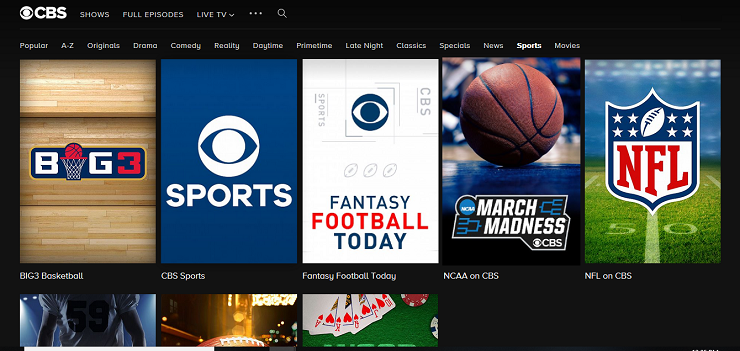 CBS SHOWS FULL EPISODES LIVE TV
Popular A-Z Originals Drama Comedy Reality Daytime Primetime Late Night Classics Specials News Sports Movies
BIG3
SPORTS
SPORTS
CBS
FANTASY
FOOTBALL
TODAY
NCAA
MARCH
MADNESS
CBS
NFL
50
BIG3 Basketball
CBS Sports
Fantasy Football Today
NCAA on CBS
NFL on CBS
59